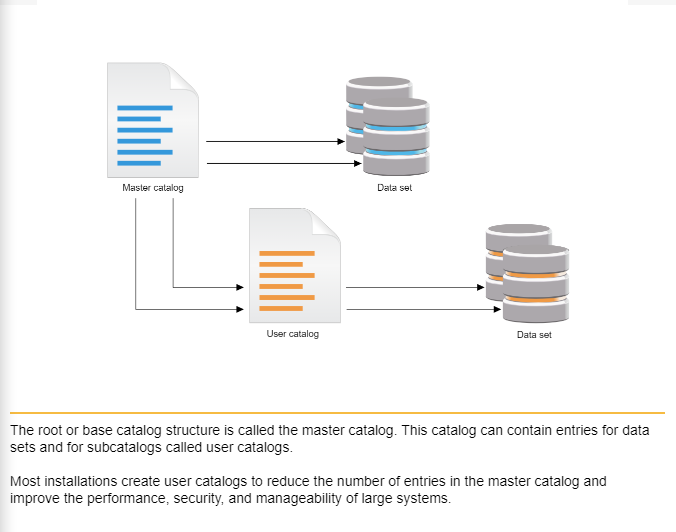 Master catalog
Data set
User catalog
Data set
The root or base catalog structure is called the master catalog. This catalog can contain entries for data
sets and for subcatalogs called user catalogs.
Most installations create user catalogs to reduce the number of entries in the master catalog and
improve the performance, security, and manageability of large systems.